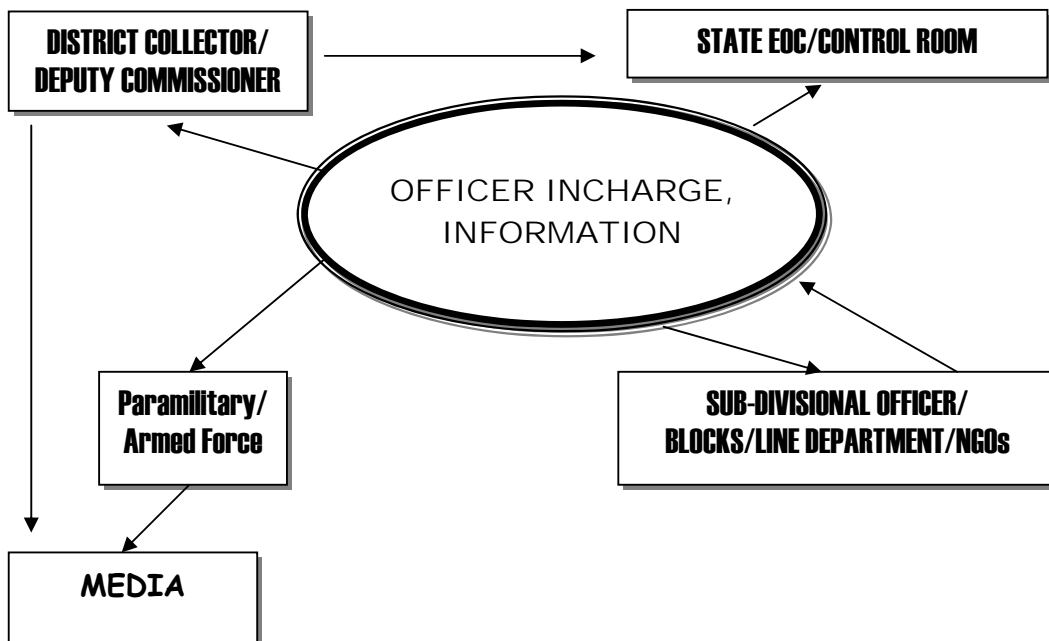 DISTRICT COLLECTOR/
DEPUTY COMMISSIONER
STATE EOC/CONTROL ROOM
OFFICER INCHARGE,
INFORMATION
Paramilitary/
Armed Force
SUB-DIVISIONAL OFFICER/
BLOCKS/LINE DEPARTMENT/NGOs
MEDIA